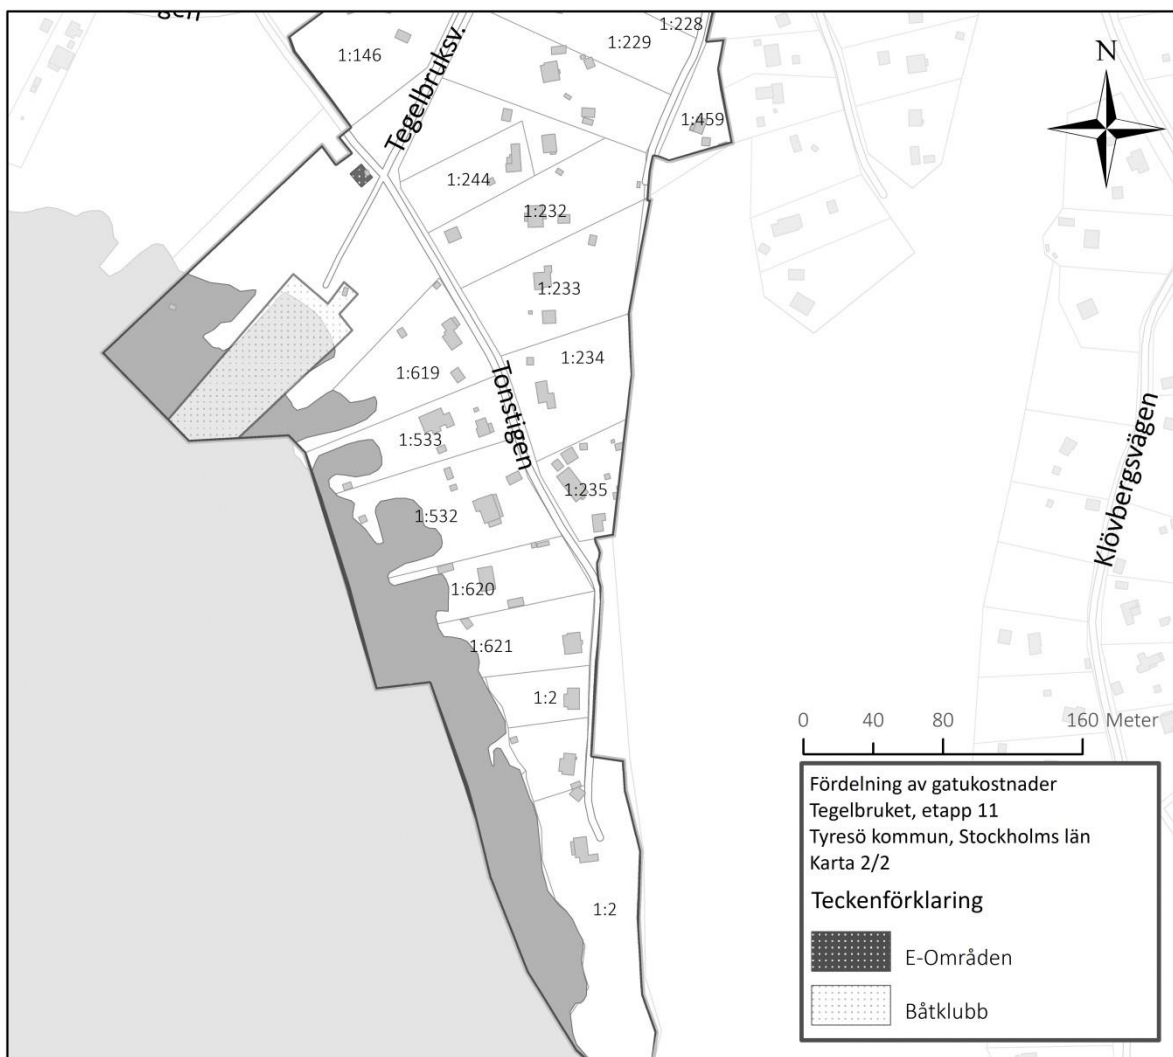 gen
1:146
Tegelbruksv.
1:228
1:229
1:459
N
1:244
1:232
1:233
1:234
1:619
Tonstigen
1:533
1:235
1:532
Klövbergsvägen
1:620
1:621
1:2
1:2
0 40 80 160 Meter
Fördelning av gatukostnader
Tegelbruket, etapp 11
Tyresö kommun, Stockholms län
Karta 2/2
Teckenförklaring
E-Områden
Båtklubb